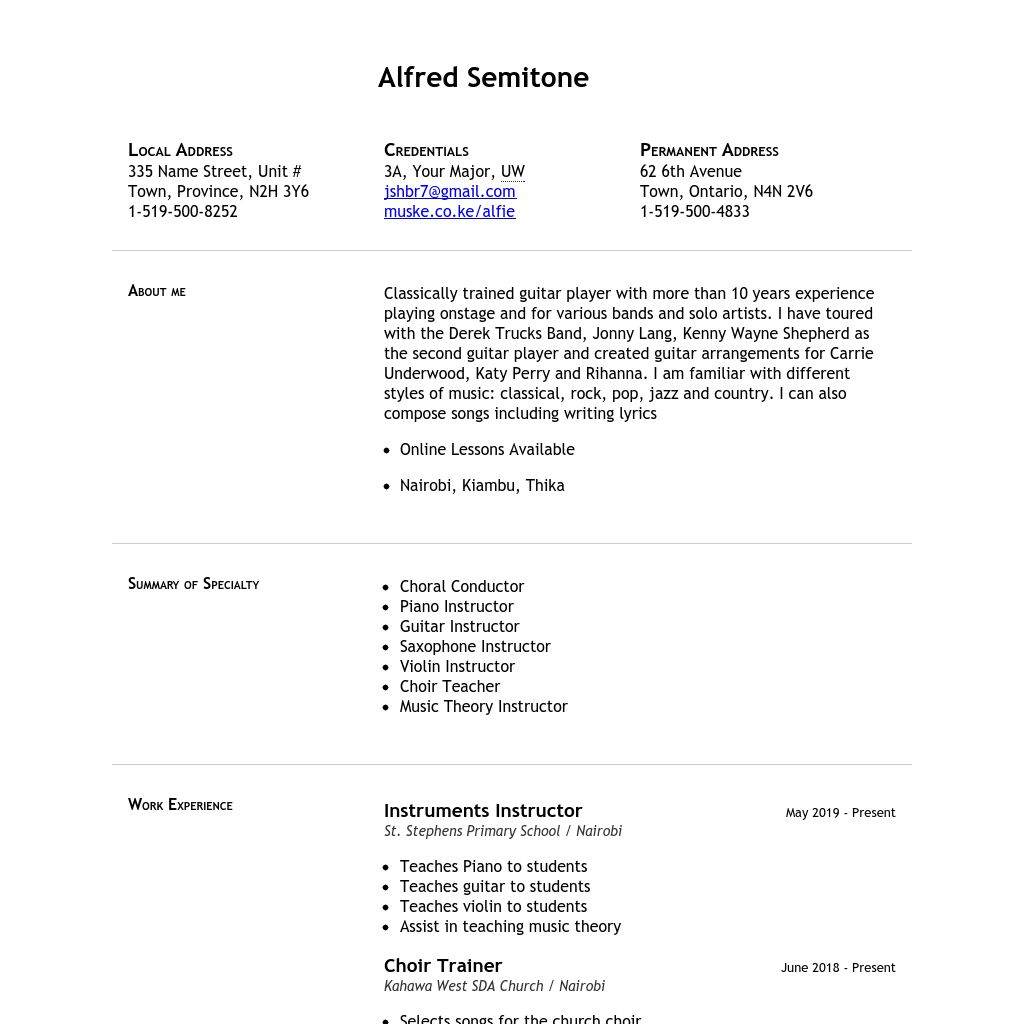 Alfred Semitone
Local Address
335 Name Street, Unit #
Town, Province, N2H 3Y6
1-519-500-8252
Credentials
3A, Your Major, UW
jshbr7@gmail.com
muske.co.ke/alfie
Permanent Address
62 6th Avenue
Town, Ontario, N4N 2V6
1-519-500-4833
About me
Classically trained guitar player with more than 10 years experience
playing onstage and for various bands and solo artists. I have toured
with the Derek Trucks Band, Jonny Lang, Kenny Wayne Shepherd as
the second guitar player and created guitar arrangements for Carrie
Underwood, Katy Perry and Rihanna. I am familiar with different
styles of music: classical, rock, pop, jazz and country. I can also
compose songs including writing lyrics
• Online Lessons Available
• Nairobi, Kiambu, Thika
Summary of Specialty
• Choral Conductor
• Piano Instructor
• Guitar Instructor
• Saxophone Instructor
• Violin Instructor
• Choir Teacher
• Music Theory Instructor
Work Experience
Instruments Instructor May 2019 - Present
St. Stephens Primary School / Nairobi
• Teaches Piano to students
• Teaches guitar to students
• Teaches violin to students
• Assist in teaching music theory
Choir Trainer June 2018 - Present
Kahawa West SDA Church / Nairobi
• Selects songs for the church choir